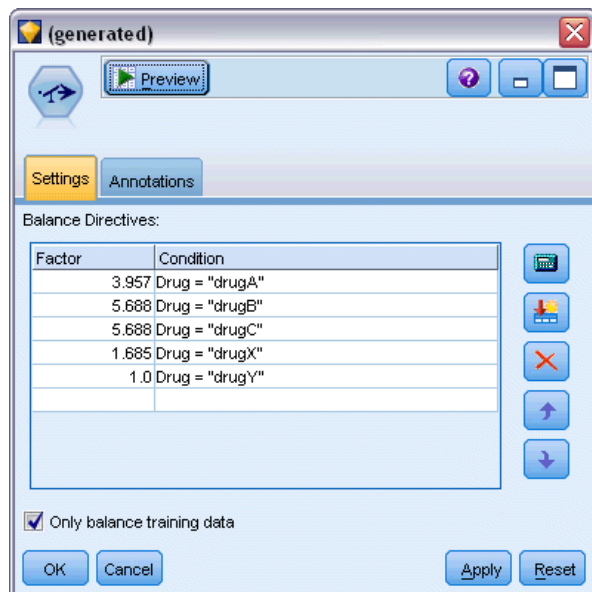 (generated)
Preview
Settings Annotations
Balance Directives:
Factor Condition
3.957 Drug = "drugA"
5.688 Drug = "drugB"
5.688 Drug = "drugC"
1.685 Drug = "drugX"
1.0 Drug = "drugY"
Only balance training data
OK Cancel Apply Reset